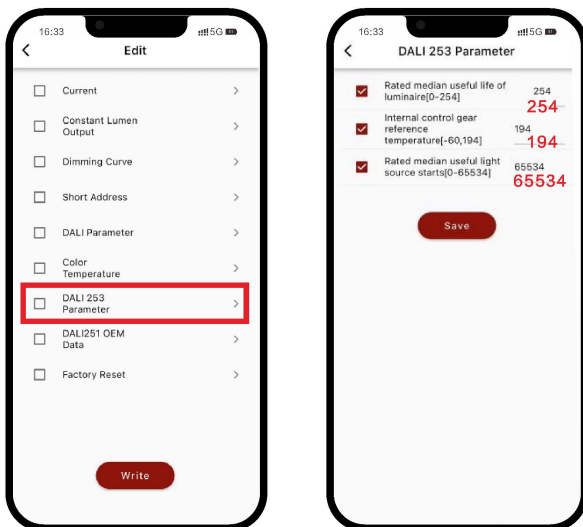 16:33
5G
Edit
Current
Constant Lumen
Output
Dimming Curve
Short Address
DALI Parameter
Color
Temperature
DALI 253
Parameter
DALI251 OEM
Data
Factory Reset
Write
16:33
5G
DALI 253 Parameter
Rated median useful life of
luminaire[0-254]
254
254
Internal control gear
reference
temperature[-60,194]
194
194
Rated median useful light
source starts[0-65534]
65534
65534
Save